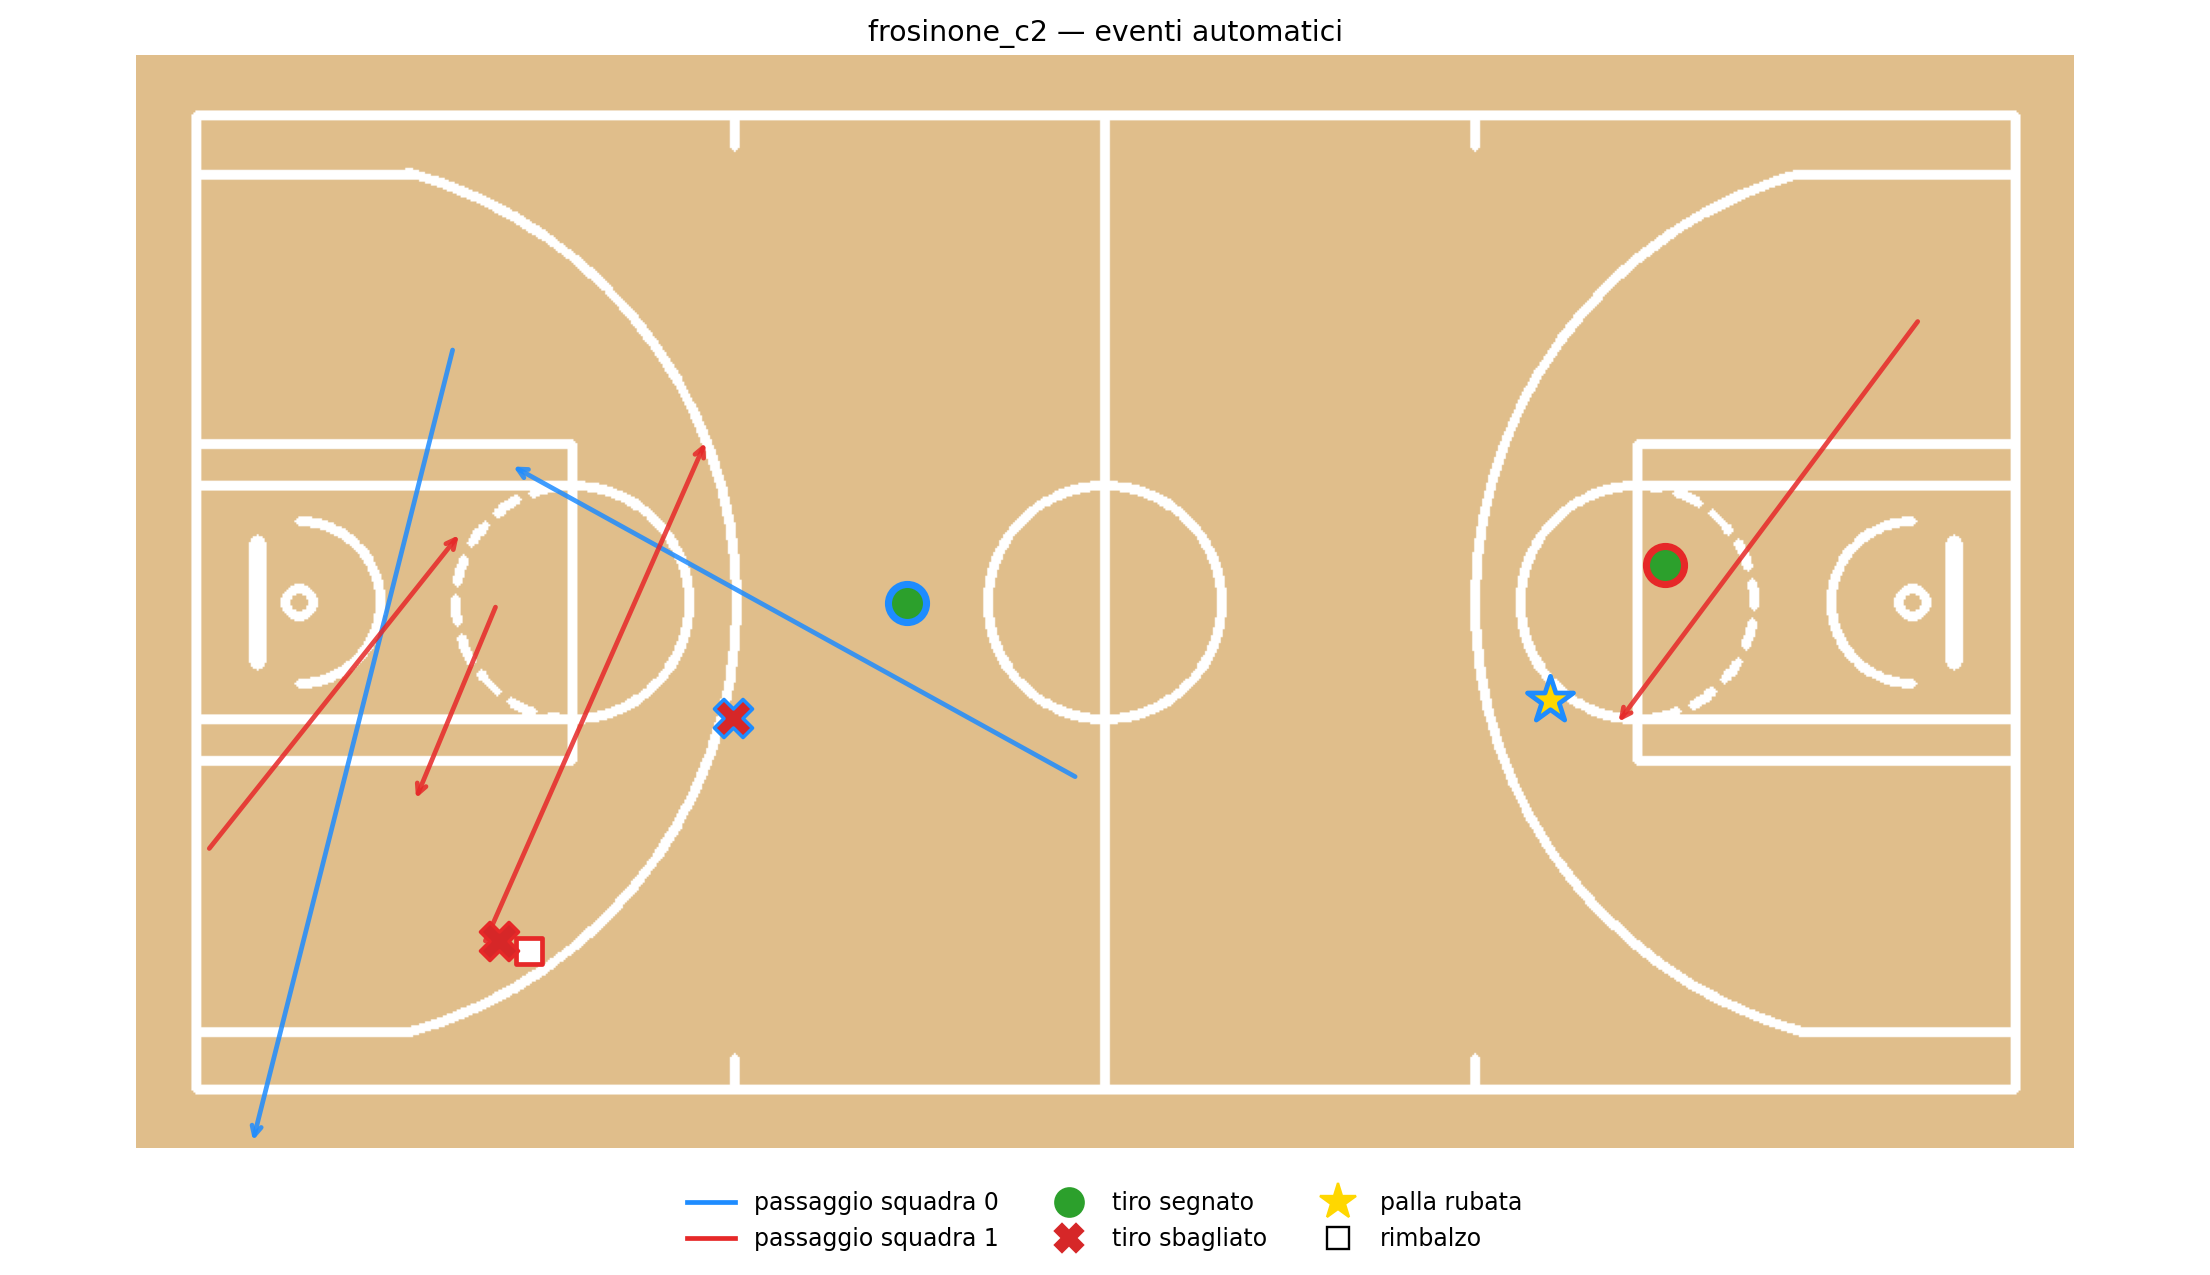 frosinone_c2 — eventi automatici
passaggio squadra 0
passaggio squadra 1
tiro segnato
tiro sbagliato
palla rubata
rimbalzo